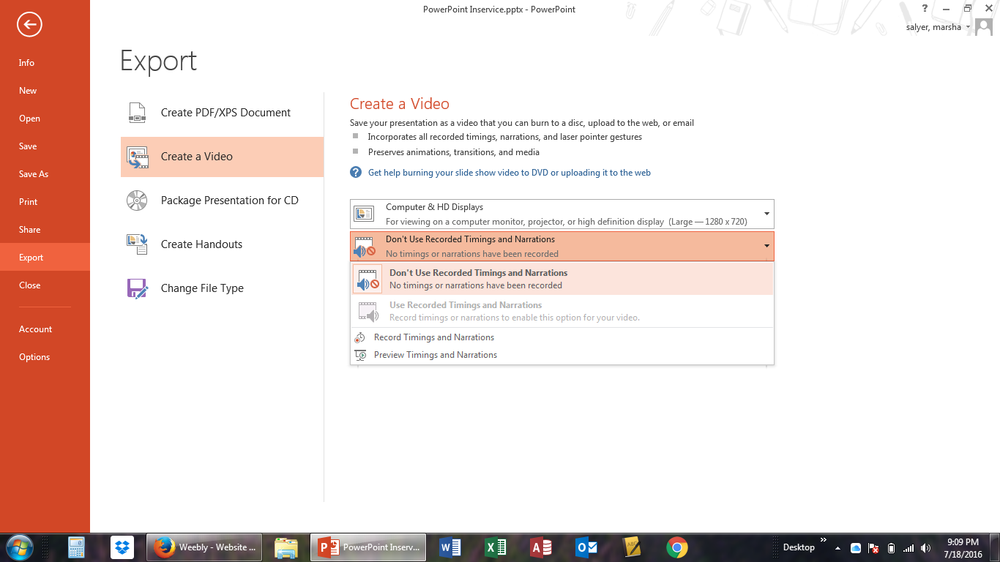 PowerPoint Inservice.pptx - PowerPoint
?
salyer, marsha
Info
New
Open
Save
Save As
Print
Share
Export
Close
Account
Options
Export
Create PDF/XPS Document
Create a Video
Package Presentation for CD
Create Handouts
Change File Type
Create a Video
Save your presentation as a video that you can burn to a disc, upload to the web, or email
Incorporates all recorded timings, narrations, and laser pointer gestures
Preserves animations, transitions, and media
? Get help burning your slide show video to DVD or uploading it to the web
Computer & HD Displays
For viewing on a computer monitor, projector, or high definition display (Large — 1280 x 720)
Don't Use Recorded Timings and Narrations
No timings or narrations have been recorded
Don't Use Recorded Timings and Narrations
No timings or narrations have been recorded
Use Recorded Timings and Narrations
Record timings or narrations to enable this option for your video.
Record Timings and Narrations
Preview Timings and Narrations
Weebly - Website ...
PowerPoint Inserv...
Desktop
9:09 PM
7/18/2016